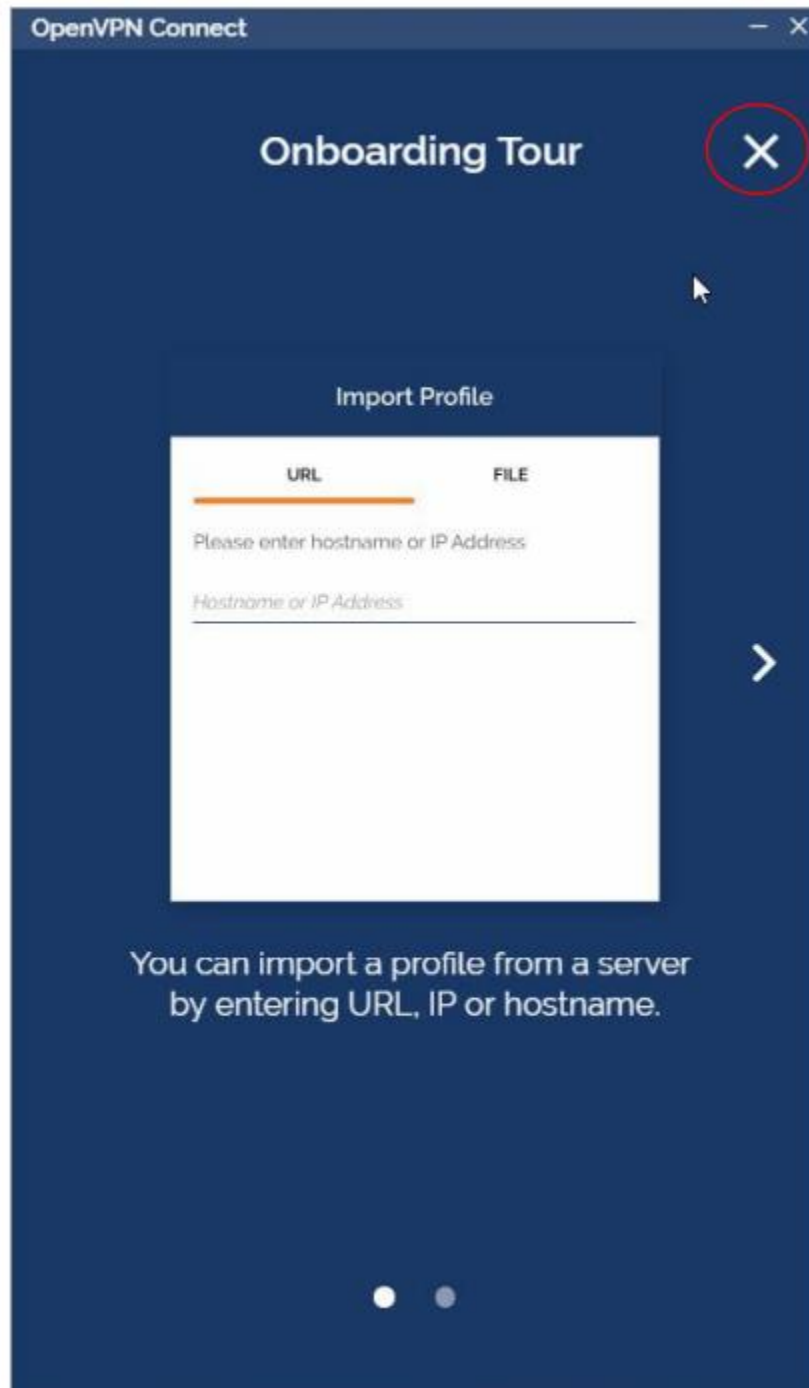 OpenVPN Connect
Onboarding Tour
Import Profile
URL FILE
Please enter hostname or IP Address
Hostname or IP Address
You can import a profile from a server
by entering URL, IP or hostname.